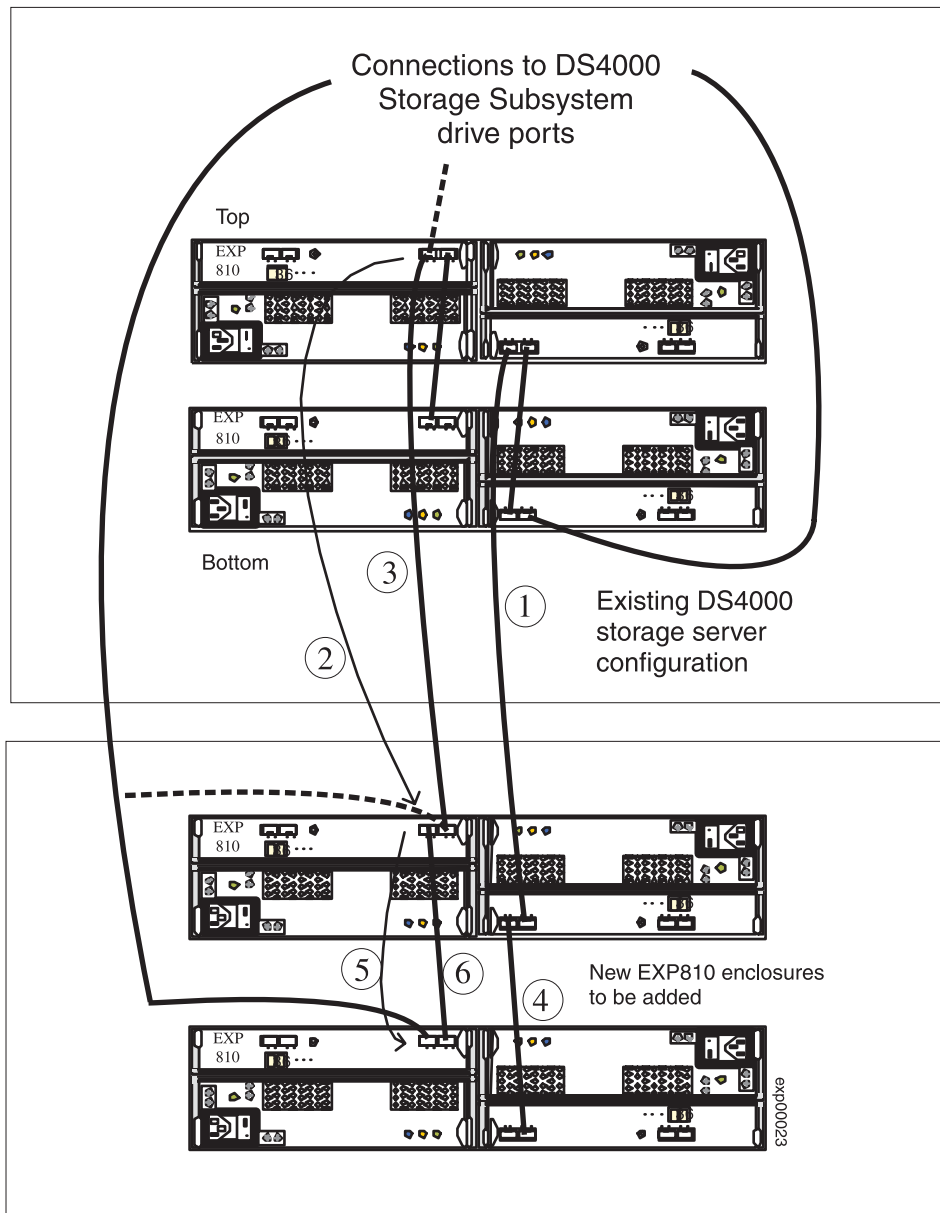 Connections to DS4000
Storage Subsystem
drive ports
Top
EXP
810
EXP
810
Bottom
3
1
2
Existing DS4000
storage server
configuration
EXP
810
5
6
4
New EXP810 enclosures
to be added
EXP
810
exp00023